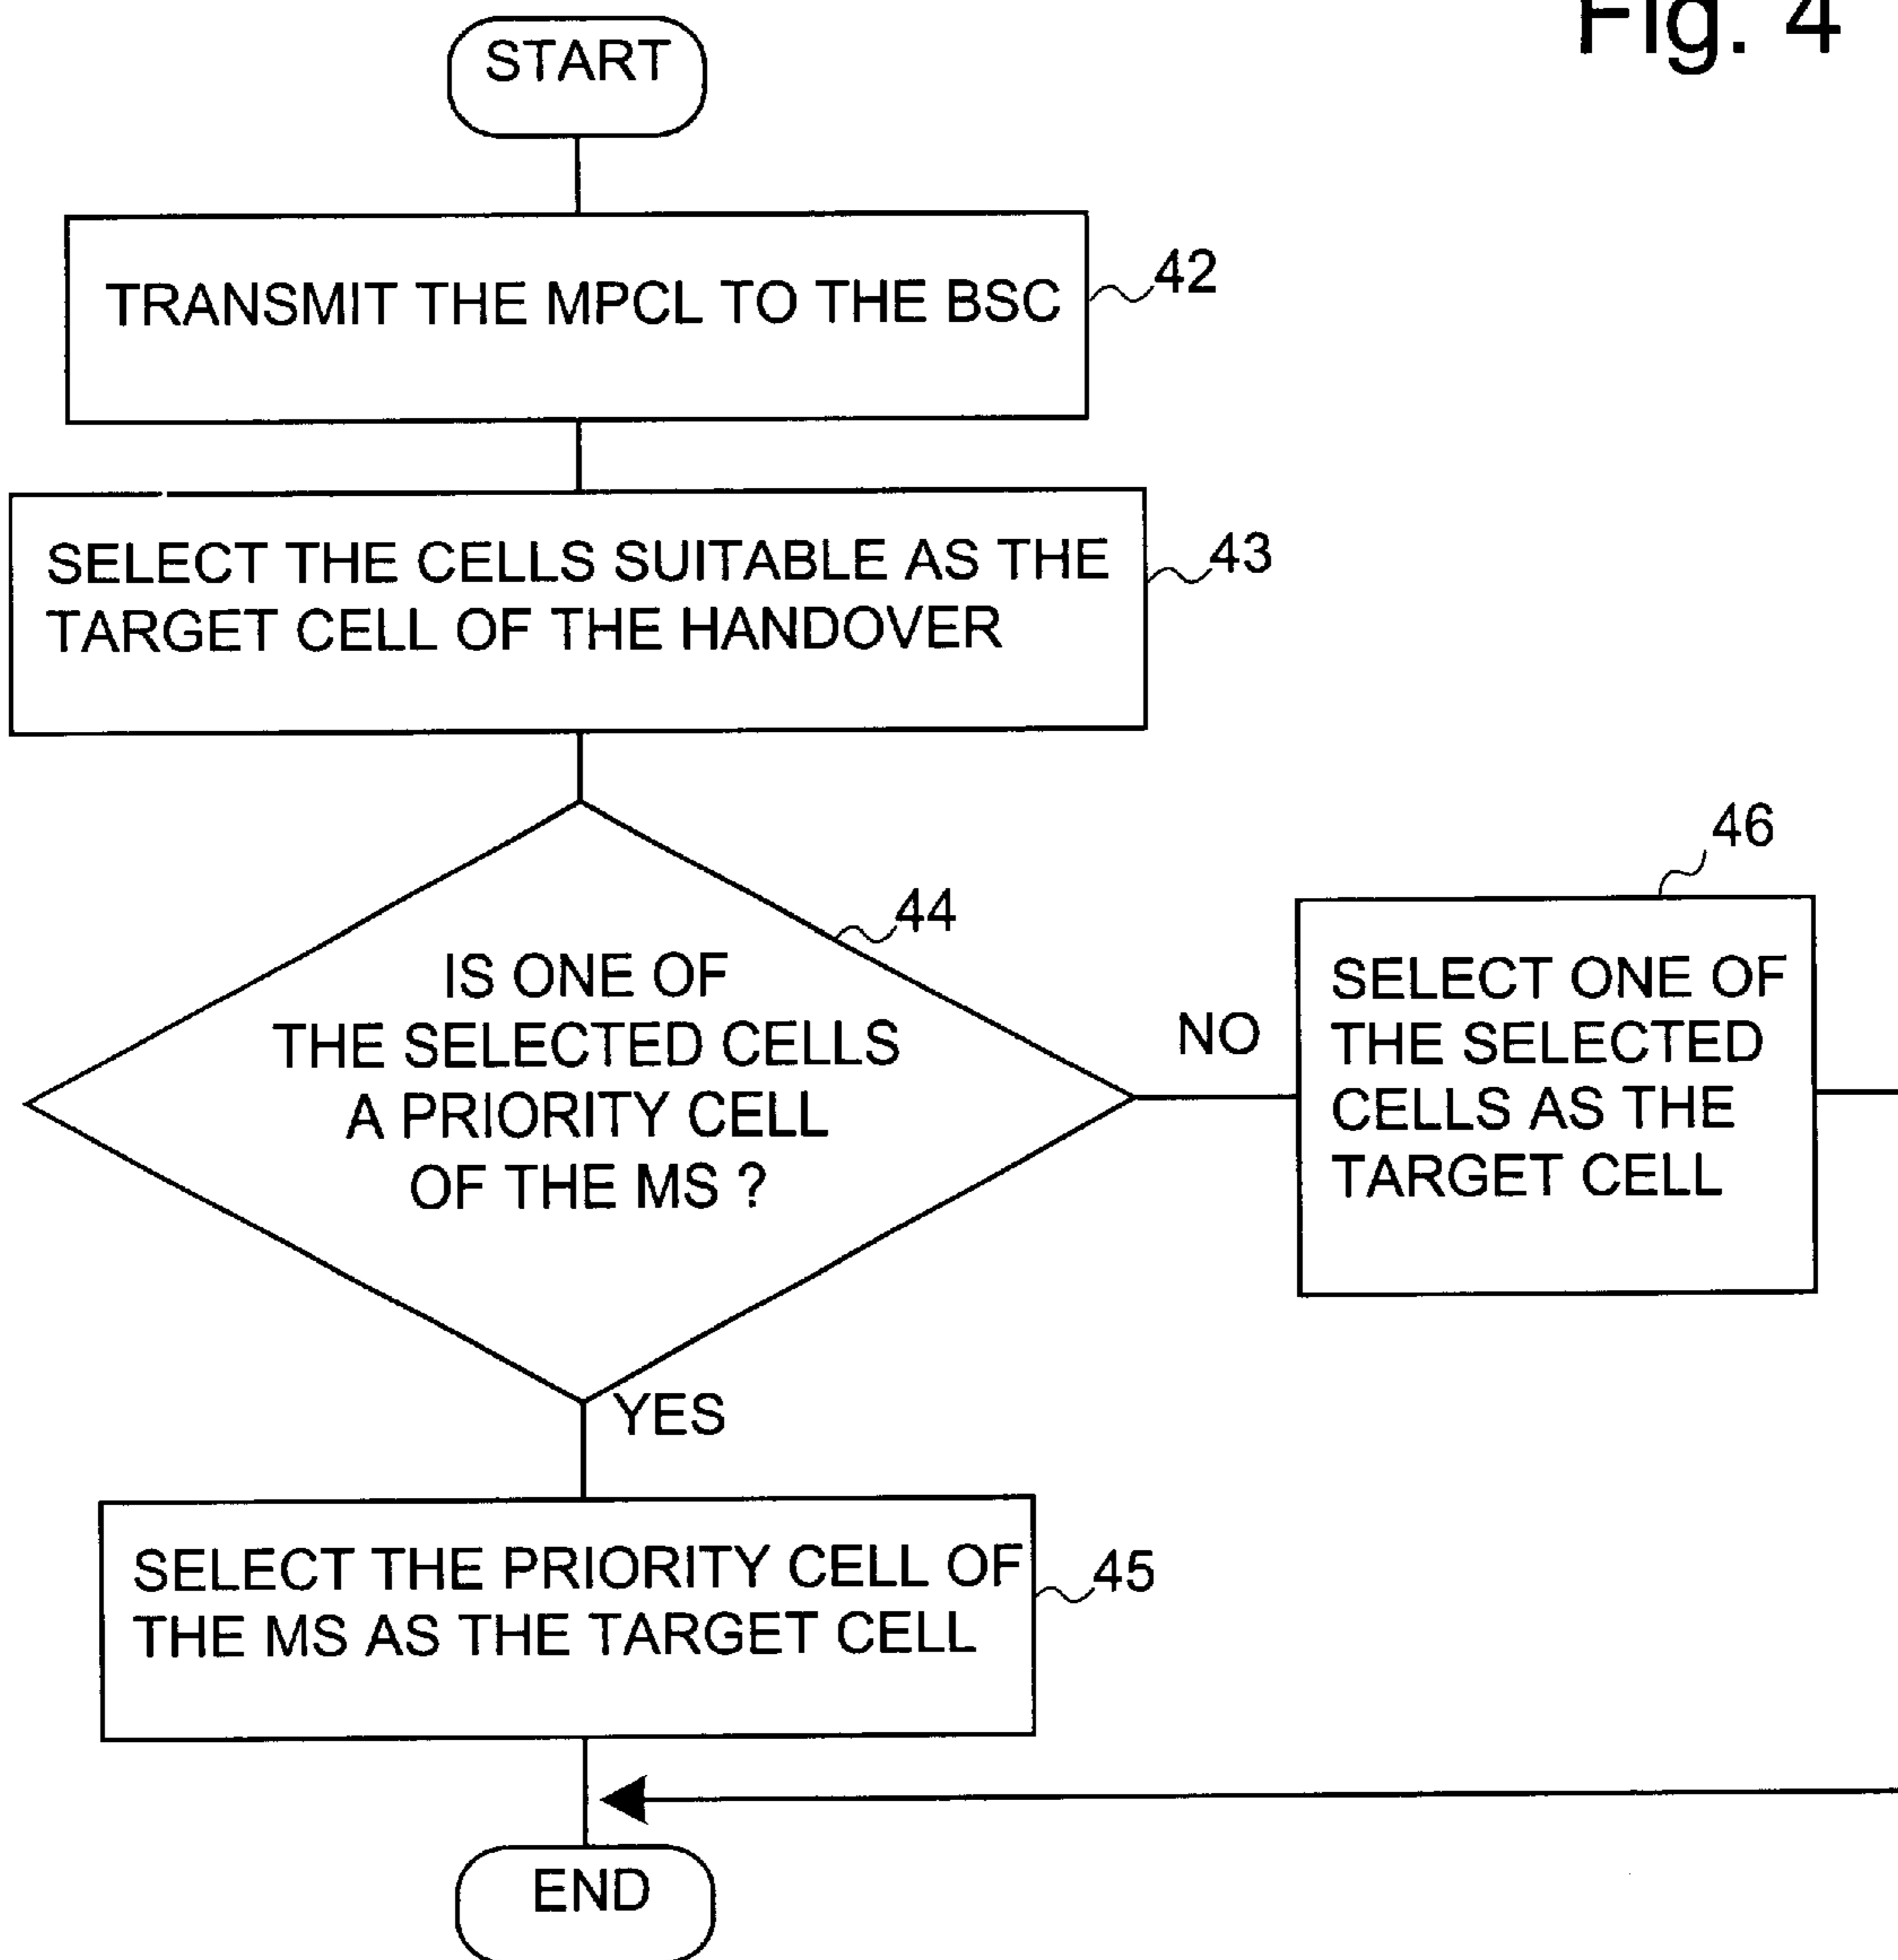 Fig. 4
START
TRANSMIT THE MPCL TO THE BSC
42
SELECT THE CELLS SUITABLE AS THE
TARGET CELL OF THE HANDOVER
43
44
IS ONE OF
THE SELECTED CELLS
A PRIORITY CELL
OF THE MS ?
NO
46
SELECT ONE OF
THE SELECTED
CELLS AS THE
TARGET CELL
YES
SELECT THE PRIORITY CELL OF
THE MS AS THE TARGET CELL
45
END